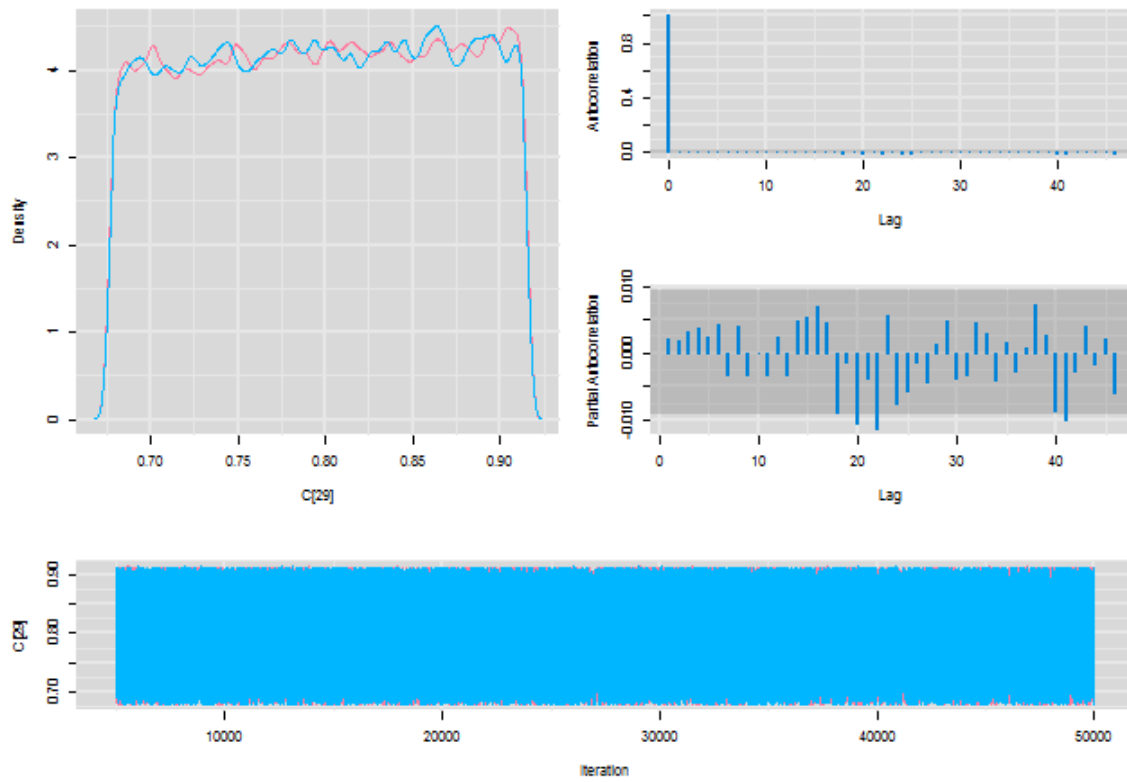 Density
4
3
2
1
0
0.70 0.75 0.80 0.85 0.90
C[29]
Autocorrelation
0.8
0.4
0.0
0 10 20 30 40
Lag
Partial Autocorrelation
0.010
0.000
-0.010
0 10 20 30 40
Lag
C[29]
0.90
0.80
0.70
10000 20000 30000 40000 50000
Iteration